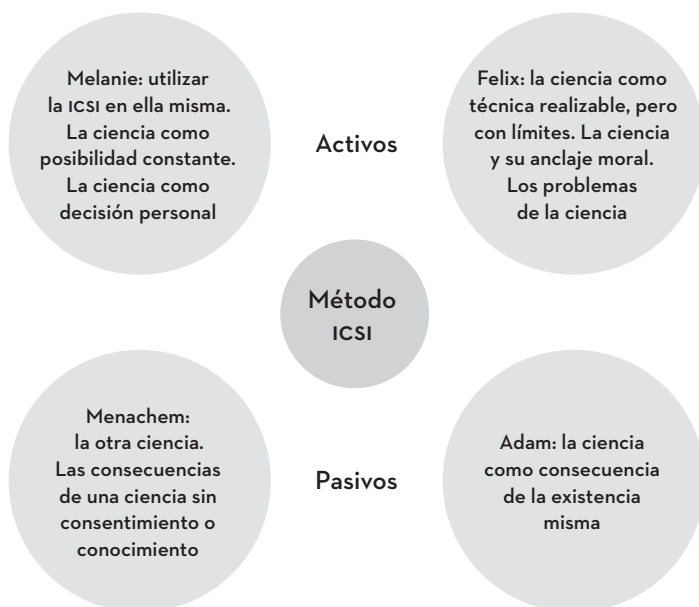 Melanie: utilizar
la ICSI en ella misma.
La ciencia como
posibilidad constante.
La ciencia como
decisión personal
Activos
Felix: la ciencia como
técnica realizable, pero
con límites. La ciencia
y su anclaje moral.
Los problemas
de la ciencia
Método
ICSI
Menachem:
la otra ciencia.
Las consecuencias
de una ciencia sin
consentimiento o
conocimiento
Pasivos
Adam: la ciencia
como consecuencia
de la existencia
misma